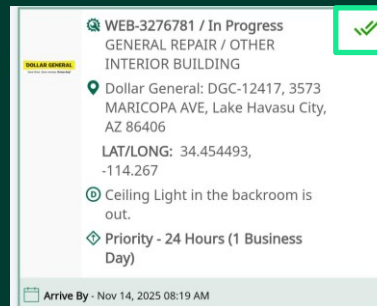 WEB-3276781 / In Progress
GENERAL REPAIR / OTHER
INTERIOR BUILDING
DOLLAR GENERAL
Dollar General: DGC-12417, 3573
MARICOPA AVE, Lake Havasu City,
AZ 86406
LAT/LONG: 34.454493,
-114.267
D Ceiling Light in the backroom is
out.
Priority - 24 Hours (1 Business
Day)
Arrive By - Nov 14, 2025 08:19 AM